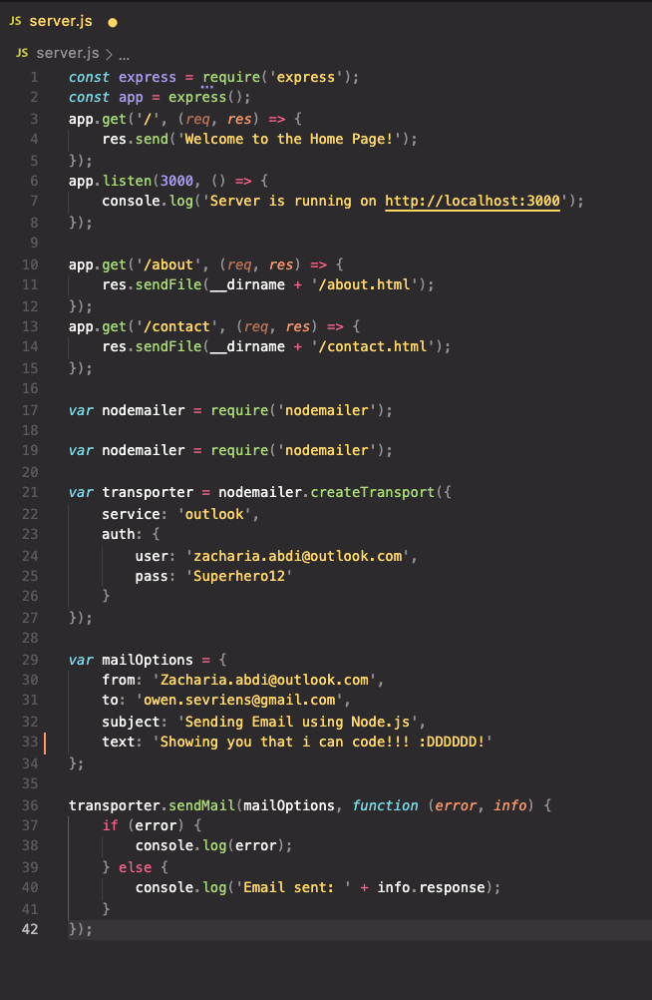 JS server.js
JS server.js > ...
1 const express = require('express');
2 const app = express();
3 app.get('/', (req, res) => {
4 res.send('Welcome to the Home Page!');
5 });
6 app.listen(3000, () => {
7 console.log('Server is running on http://localhost:3000');
8 });
9
10 app.get('/about', (req, res) => {
11 res.sendFile(__dirname + '/about.html');
12 });
13 app.get('/contact', (req, res) => {
14 res.sendFile(__dirname + '/contact.html');
15 });
16
17 var nodemailer = require('nodemailer');
18
19 var nodemailer = require('nodemailer');
20
21 var transporter = nodemailer.createTransport({
22 service: 'outlook',
23 auth: {
24 user: 'zacharia.abdi@outlook.com',
25 pass: 'Superhero12'
26 }
27 });
28
29 var mailOptions = {
30 from: 'Zacharia.abdi@outlook.com',
31 to: 'owen.sevriens@gmail.com',
32 subject: 'Sending Email using Node.js',
33 text: 'Showing you that i can code!!! :DDDDDD!'
34 };
35
36 transporter.sendMail(mailOptions, function (error, info) {
37 if (error) {
38 console.log(error);
39 } else {
40 console.log('Email sent: ' + info.response);
41 }
42 });